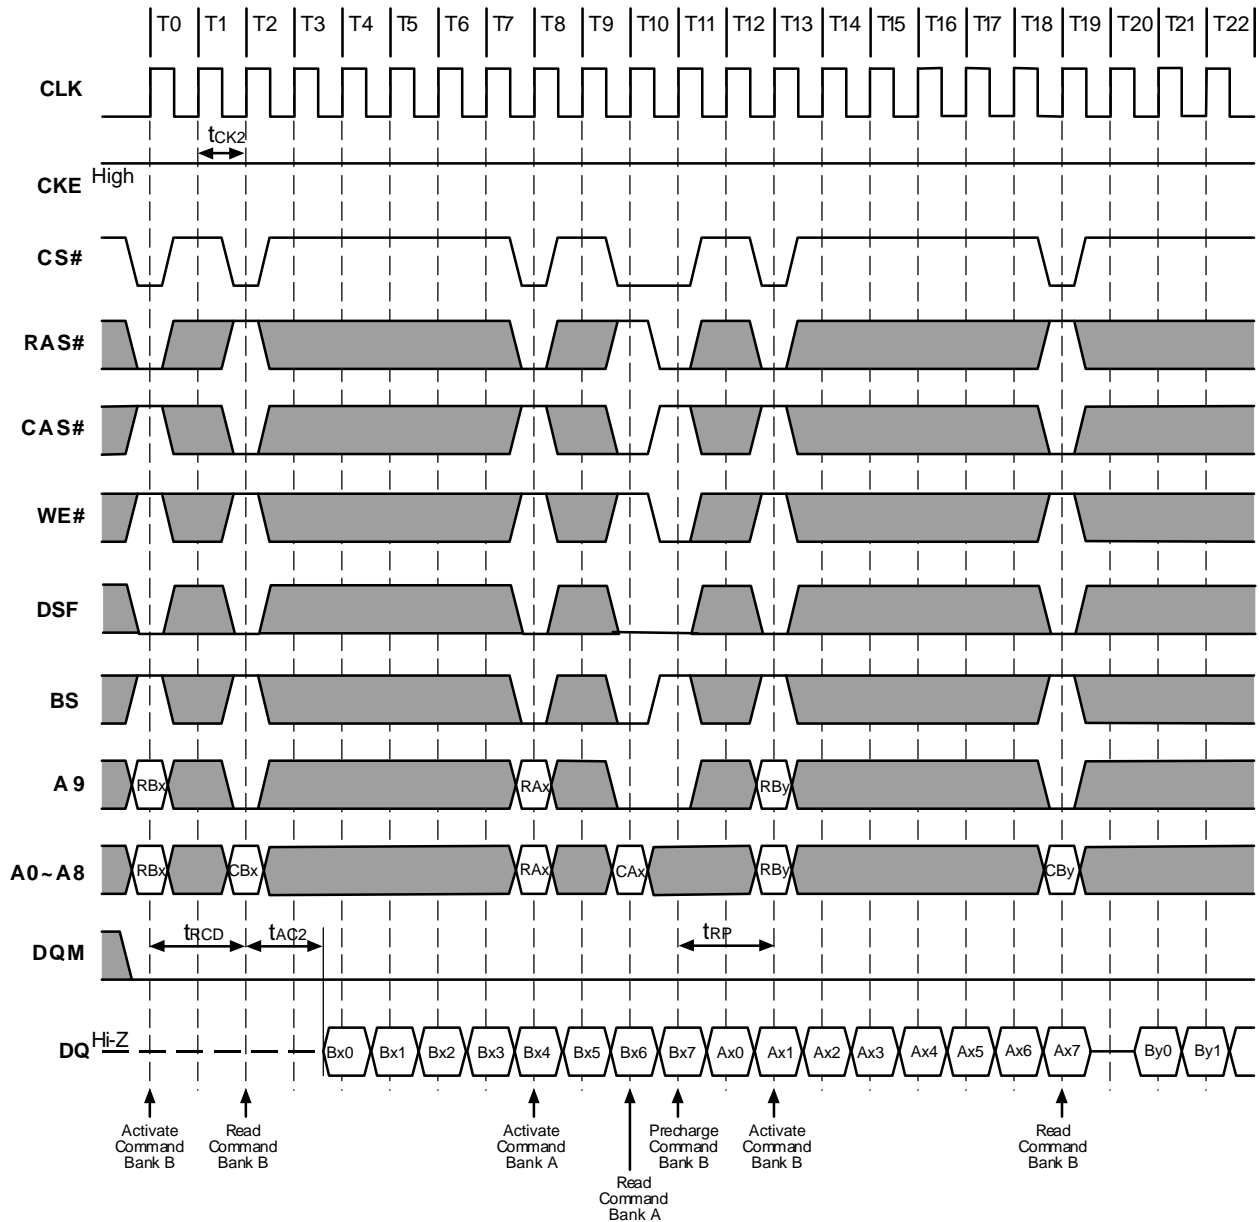 T0 T1 T2 T3 T4 T5 T6 T7 T8 T9 T10 T11 T12 T13 T14 T15 T16 T17 T18 T19 T20 T21 T22
CLK
tCK2
High
CKE
CS#
RAS#
CAS#
WE#
DSF
BS
A9
RBx RAx RBy
A0~A8
RBx CBx RAx CAx RBy CBy
tRCD tAC2 tRP
DQM
Hi-Z
DQ
Bx0 Bx1 Bx2 Bx3 Bx4 Bx5 Bx6 Bx7 Ax0 Ax1 Ax2 Ax3 Ax4 Ax5 Ax6 Ax7 By0 By1
Activate
Command
Bank B
Read
Command
Bank B
Activate
Command
Bank A
Read
Command
Bank A
Precharge
Command
Bank B
Activate
Command
Bank B
Read
Command
Bank B